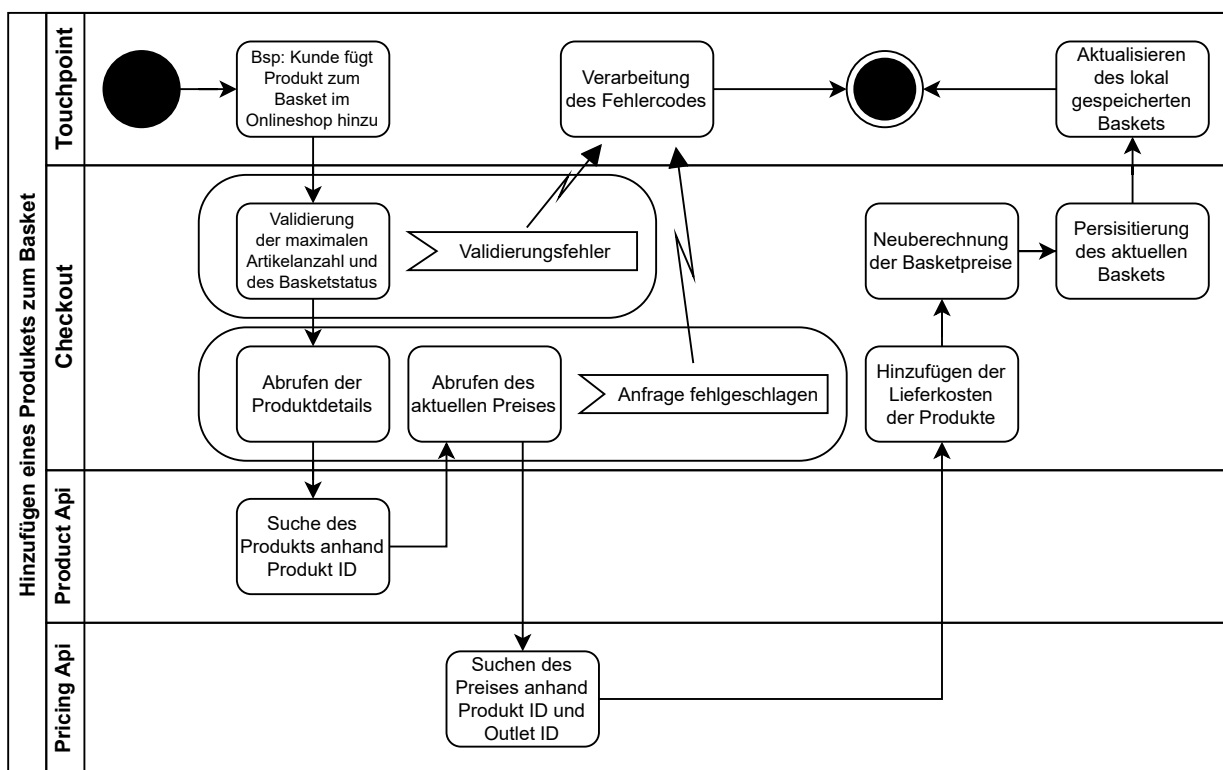 Hinzufügen eines Produkets zum Basket
Touchpoint
Bsp: Kunde fügt
Produkt zum
Basket im
Onlineshop hinzu
Verarbeitung
des Fehlercodes
Aktualisieren
des lokal
gespeicherten
Baskets
Checkout
Validierung
der maximalen
Artikelanzahl und
des Basketstatus
Validierungsfehler
Neuberechnung
der Basketpreise
Persisitierung
des aktuellen
Baskets
Abrufen der
Produktdetails
Abrufen des
aktuellen Preises
Anfrage fehlgeschlagen
Hinzufügen der
Lieferkosten
der Produkte
Product Api
Suche des
Produkts anhand
Produkt ID
Pricing Api
Suchen des
Preises anhand
Produkt ID und
Outlet ID